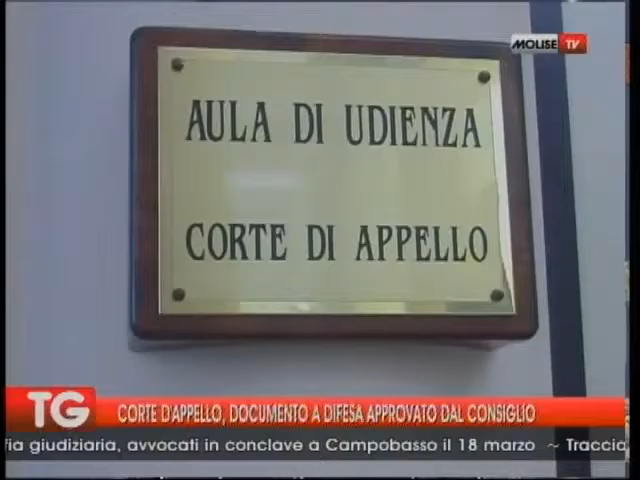 MOLISE TV
AULA DI UDIENZA
CORTE DI APPELLO
TG
CORTE D'APPELLO, DOCUMENTO A DIFESA APPROVATO DAL CONSIGLIO
giudiziaria, avvocati in conclave a Campobasso il 18 marzo ~ Traccia